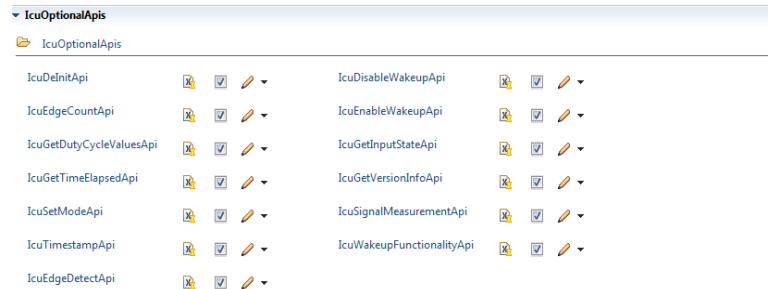 IcuOptionalApis
IcuOptionalApis
IcuDeInitApi
IcuDisableWakeupApi
IcuEdgeCountApi
IcuEnableWakeupApi
IcuGetDutyCycleValuesApi
IcuGetInputStateApi
IcuGetTimeElapsedApi
IcuGetVersionInfoApi
IcuSetModeApi
IcuSignalMeasurementApi
IcuTimestampApi
IcuWakeupFunctionalityApi
IcuEdgeDetectApi